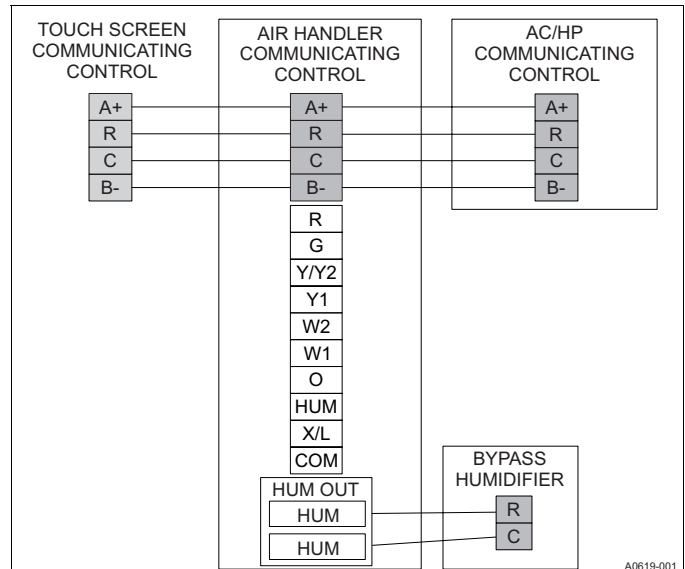 TOUCH SCREEN
COMMUNICATING
CONTROL
A+
R
C
B-
AIR HANDLER
COMMUNICATING
CONTROL
A+
R
C
B-
R
G
Y/Y2
Y1
W2
W1
O
HUM
X/L
COM
HUM OUT
HUM
HUM
AC/HP
COMMUNICATING
CONTROL
A+
R
C
B-
BYPASS
HUMIDIFIER
R
C
A0619-001